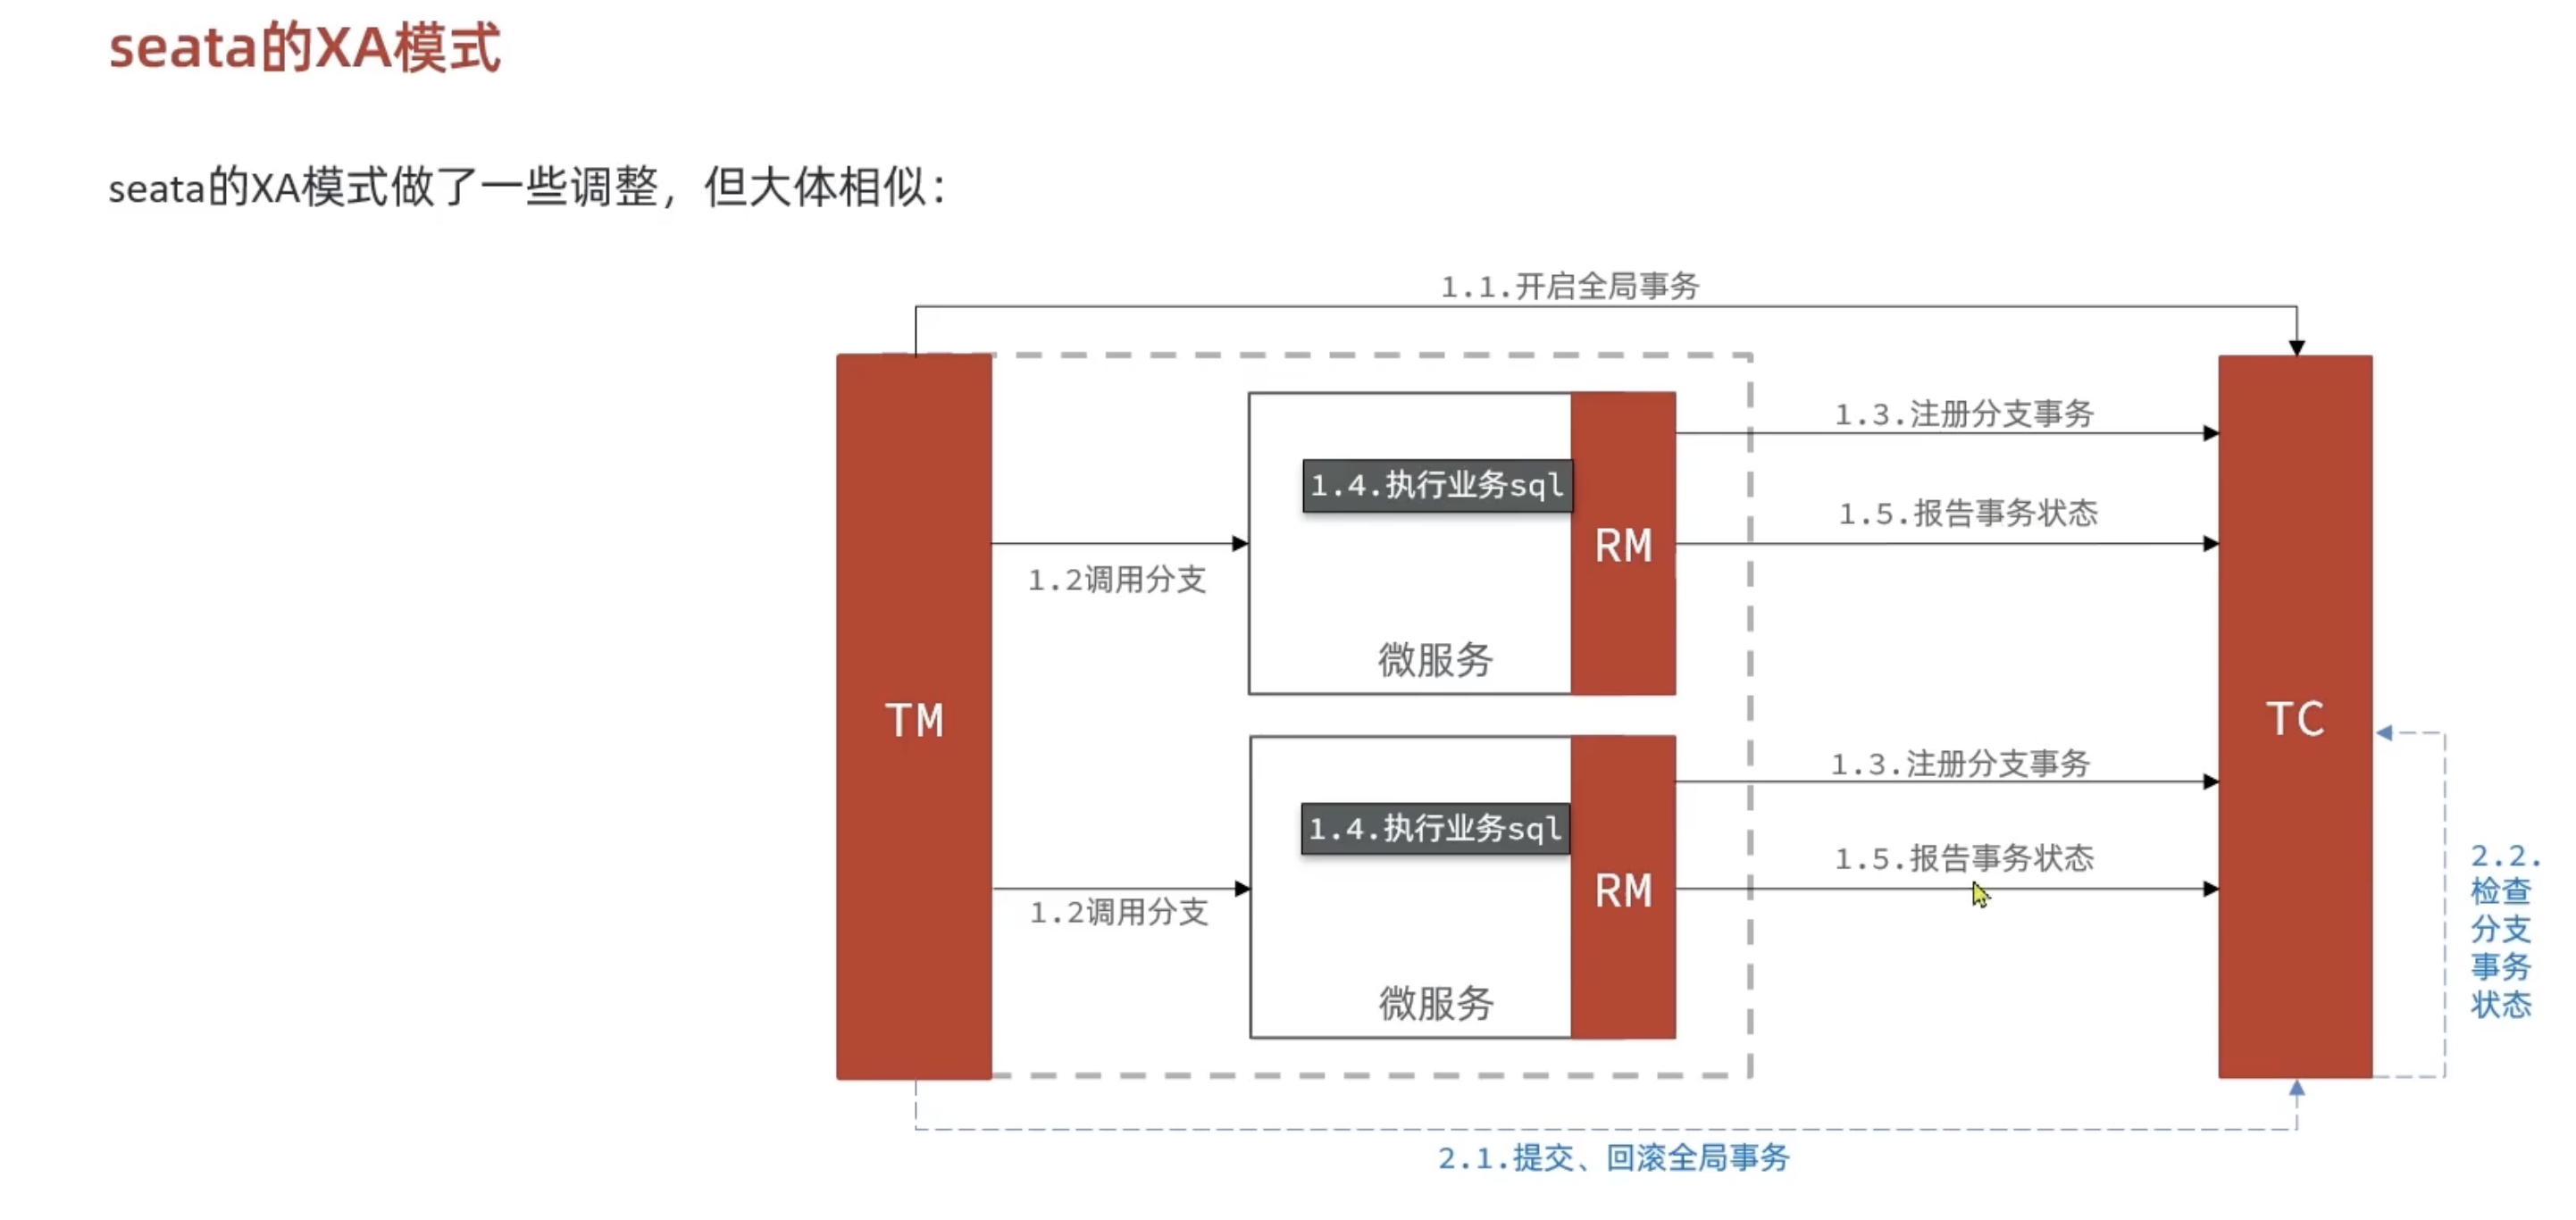 seata的XA模式
seata的XA模式做了一些调整，但大体相似：
1.1.开启全局事务
TM
1.2调用分支
1.4.执行业务sql
RM
微服务
1.3.注册分支事务
1.5.报告事务状态
1.2调用分支
1.4.执行业务sql
RM
微服务
1.3.注册分支事务
1.5.报告事务状态
TC
2.2.
检查
分支
事务
状态
2.1.提交、回滚全局事务